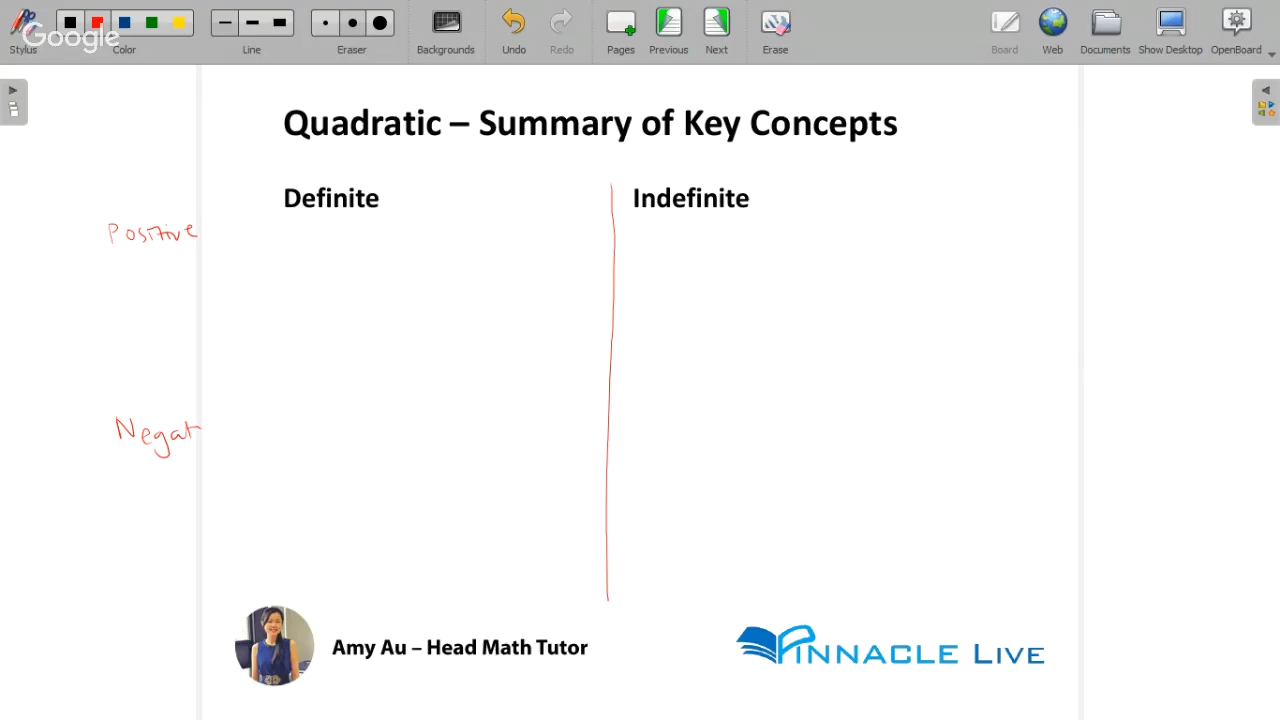 Google
Stylus Color Line Eraser Backgrounds Undo Redo Pages Previous Next Erase Board Web Documents Show Desktop OpenBoard
Quadratic – Summary of Key Concepts
Definite Indefinite
Positive
Negat
Amy Au – Head Math Tutor
PINNACLE LIVE